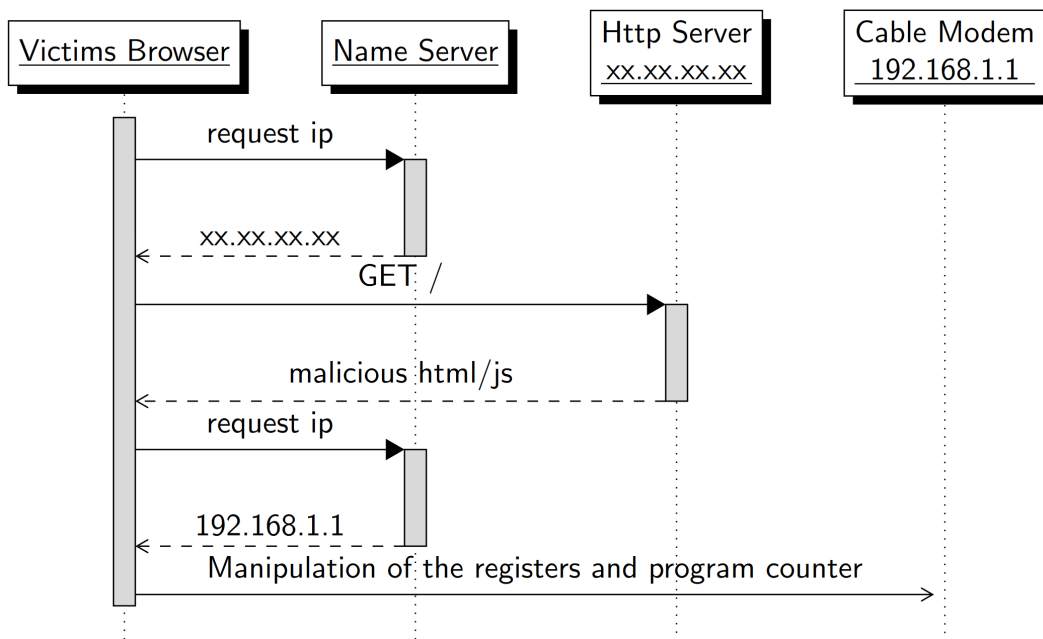 Victims Browser
Name Server
Http Server
xx.xx.xx.xx
Cable Modem
192.168.1.1
request ip
xx.xx.xx.xx
GET /
malicious html/js
request ip
192.168.1.1
Manipulation of the registers and program counter